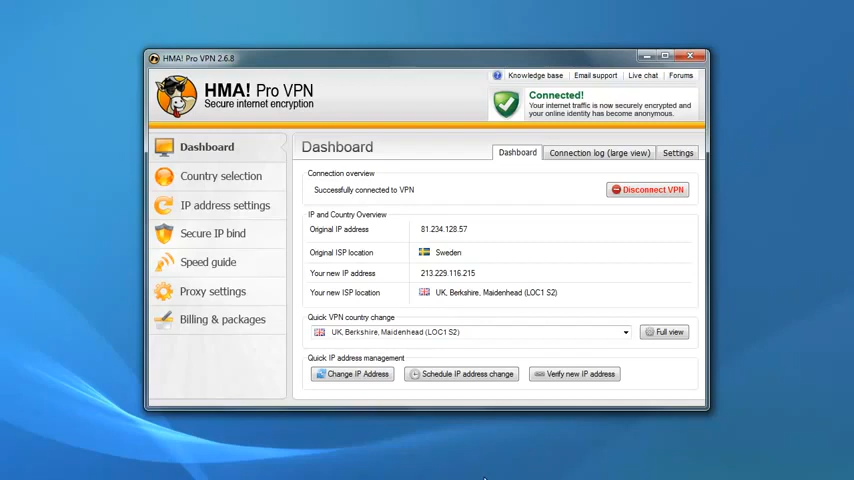 HMA! Pro VPN 2.6.8
HMA! Pro VPN
Secure internet encryption
Knowledge base Email support Live chat Forums
Connected!
Your internet traffic is now securely encrypted and
your online identity has become anonymous.
Dashboard
Country selection
IP address settings
Secure IP bind
Speed guide
Proxy settings
Billing & packages
Dashboard
Dashboard Connection log (large view) Settings
Connection overview
Successfully connected to VPN
Disconnect VPN
IP and Country Overview
Original IP address 81.234.128.57
Original ISP location Sweden
Your new IP address 213.229.116.215
Your new ISP location UK, Berkshire, Maidenhead (LOC1 S2)
Quick VPN country change
UK, Berkshire, Maidenhead (LOC1 S2) Full view
Quick IP address management
Change IP Address Schedule IP address change Verify new IP address